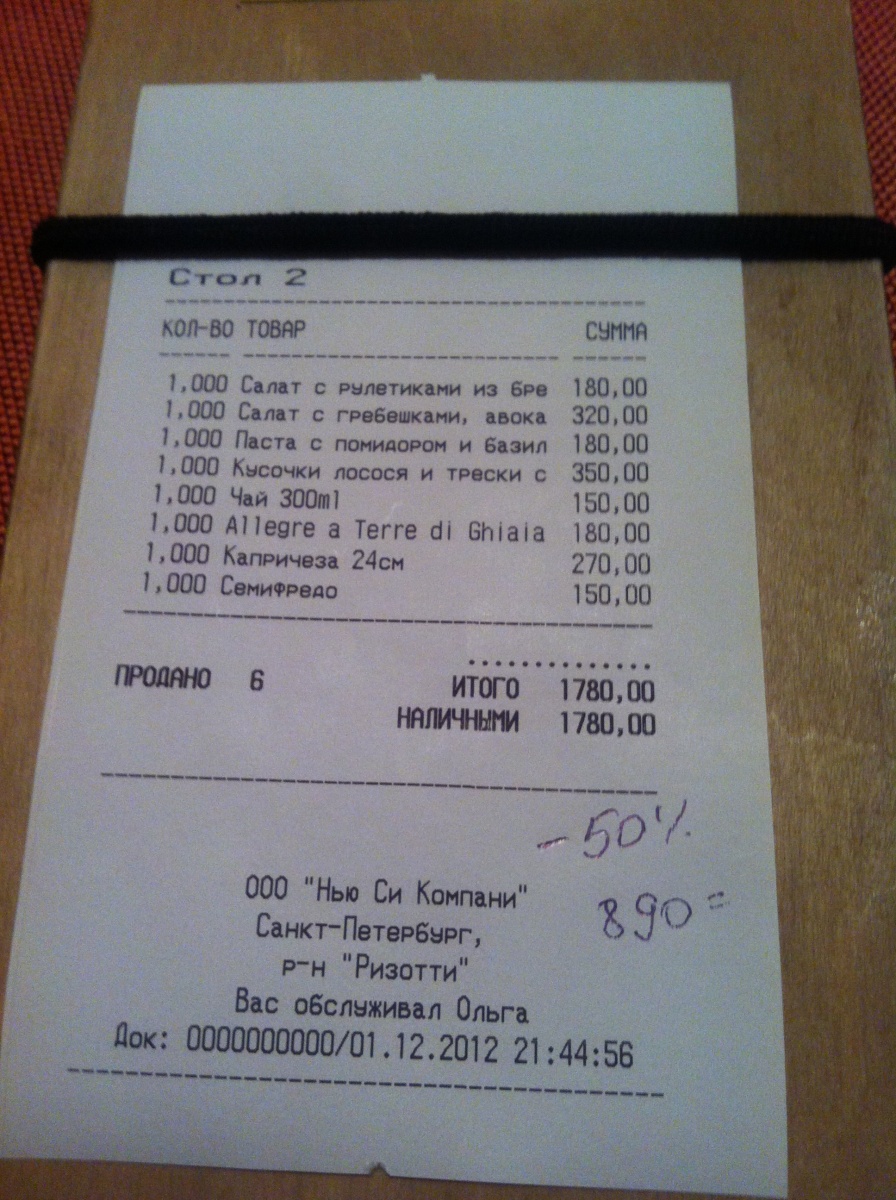 Стол 2
КОЛ-ВО ТОВАР СУММА
1,000 Салат с рулетиками из бре 180,00
1,000 Салат с гребешками, авока 320,00
1,000 Паста с помидором и базил 180,00
1,000 Кусочки лосося и трески с 350,00
1,000 Чай 300ml 150,00
1,000 Allegre a Terre di Ghiaia 180,00
1,000 Капричеза 24см 270,00
1,000 Семифредо 150,00
ПРОДАНО 6 ИТОГО 1780,00
НАЛИЧНЫМИ 1780,00
-50%
ООО "Нью Си Компани"
890=
Санкт-Петербург,
р-н "Ризотти"
Вас обслуживал Ольга
Док: 0000000000/01.12.2012 21:44:56